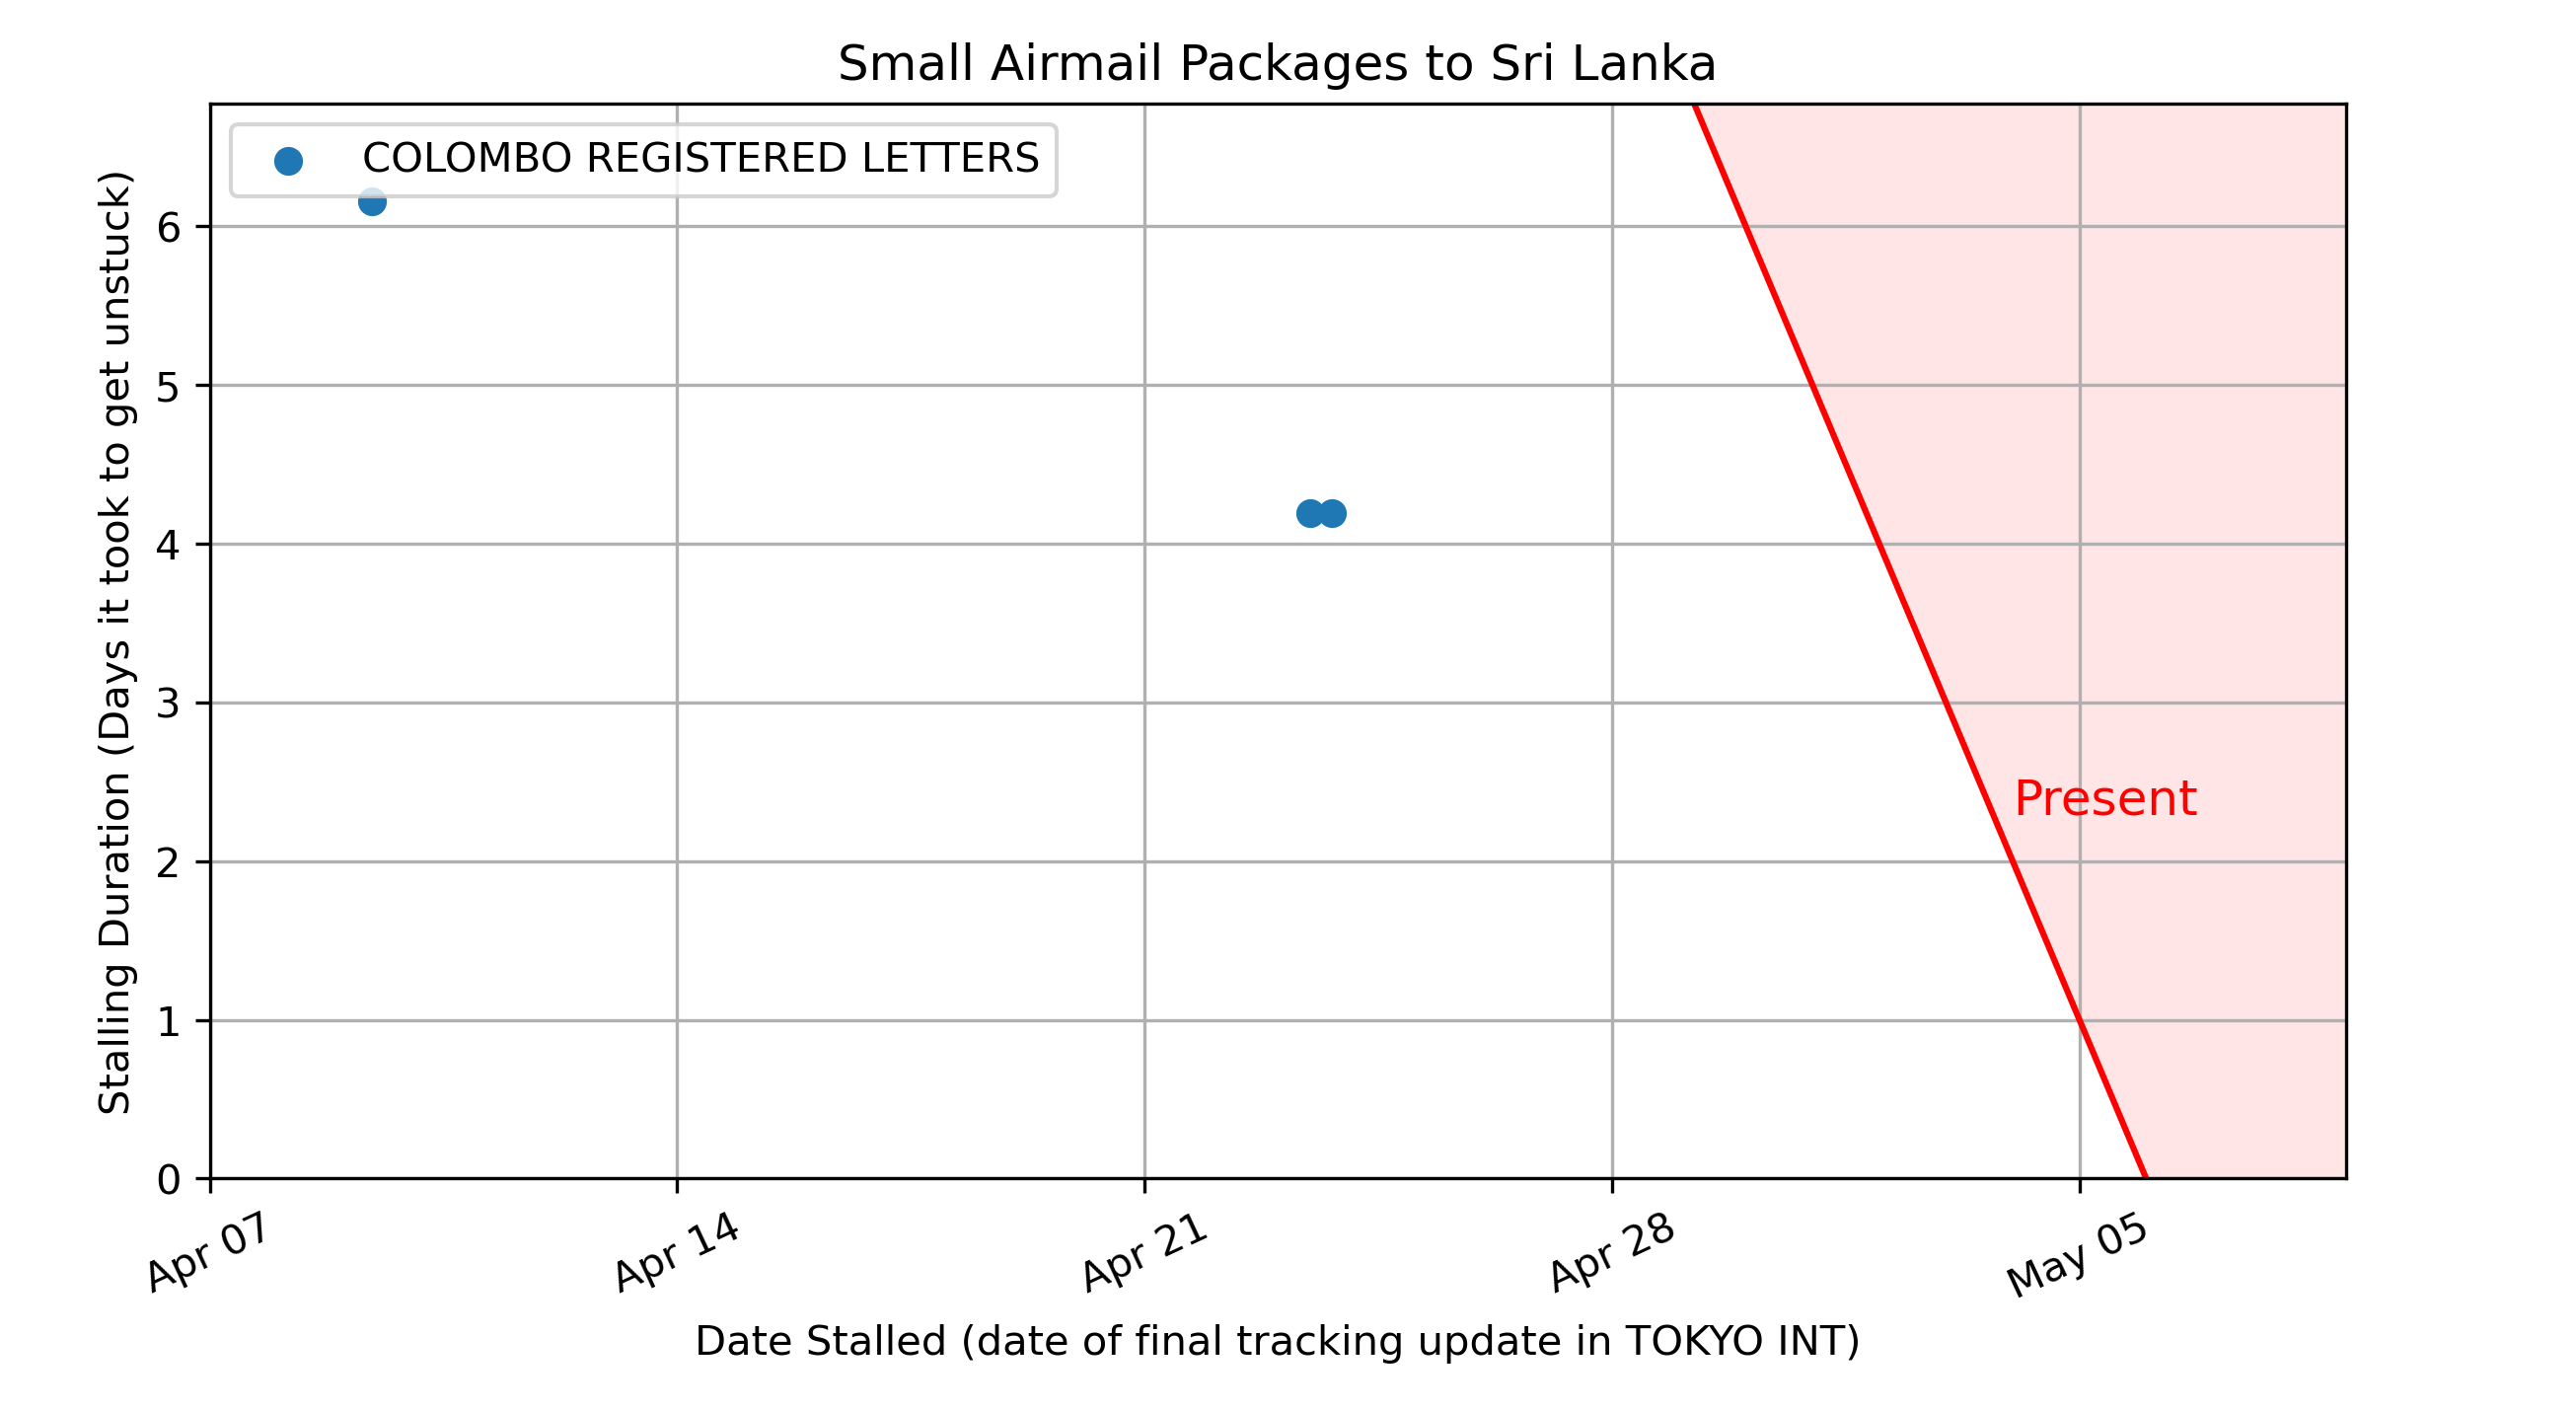 Small Airmail Packages to Sri Lanka
COLOMBO REGISTERED LETTERS
Stalling Duration (Days it took to get unstuck)
6
5
4
3
2
1
0
Present
Apr 07
Apr 14
Apr 21
Apr 28
May 05
Date Stalled (date of final tracking update in TOKYO INT)